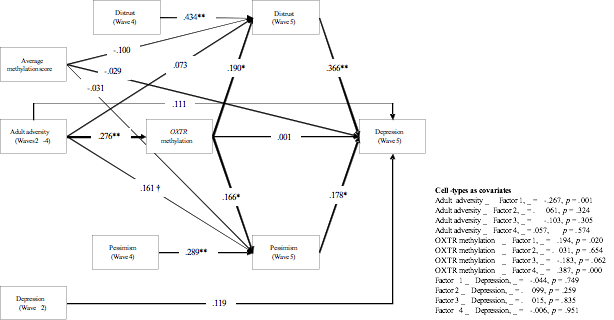 Distrust
(Wave 4)
.434**
Distrust
(Wave 5)
-.100
.073
Average
methylation score
-.029
-.031
.190*
.366**
.111
Adult adversity
(Waves 2 -4)
.276**
OXTR
methylation
.001
Depression
(Wave 5)
.161 †
.166*
.178*
Pessimism
(Wave 4)
.289**
Pessimism
(Wave 5)
Depression
(Wave 2)
.119
Cell -types as covariates
Adult adversity _ Factor 1, _ = -.267, p = .001
Adult adversity _ Factor 2, _ = . 061, p = .324
Adult adversity _ Factor 3, _ = -.103, p = .305
Adult adversity _ Factor 4, _ = .057, p = .574
OXTR methylation _ Factor 1, _ = .194, p = .020
OXTR methylation _ Factor 2, _ = . 031, p = .654
OXTR methylation _ Factor 3, _ = -.183, p = .062
OXTR methylation _ Factor 4, _ = .387, p = .000
Factor 1 _ Depression, _ = -.044, p = .749
Factor 2 _ Depression, _ = . 099, p = .259
Factor 3 _ Depression, _ = . 015, p = .835
Factor 4 _ Depression, _ = -.006, p = .951